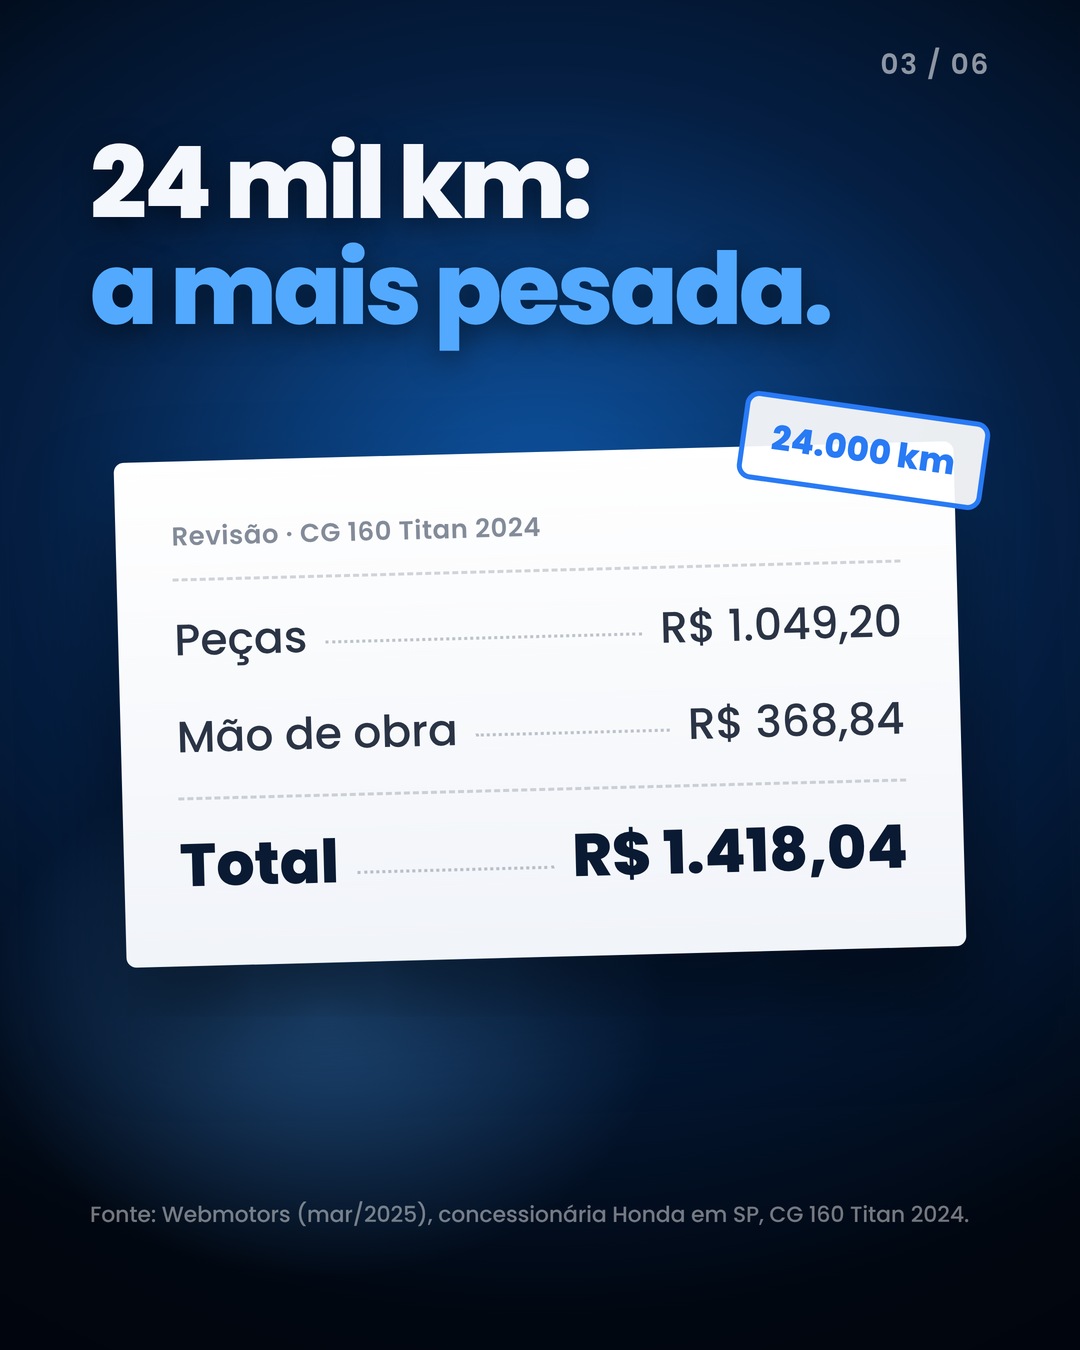 03 / 06
24 mil km:
a mais pesada.
24.000 km
Revisão · CG 160 Titan 2024
Peças R$ 1.049,20
Mão de obra R$ 368,84
Total R$ 1.418,04
Fonte: Webmotors (mar/2025), concessionária Honda em SP, CG 160 Titan 2024.